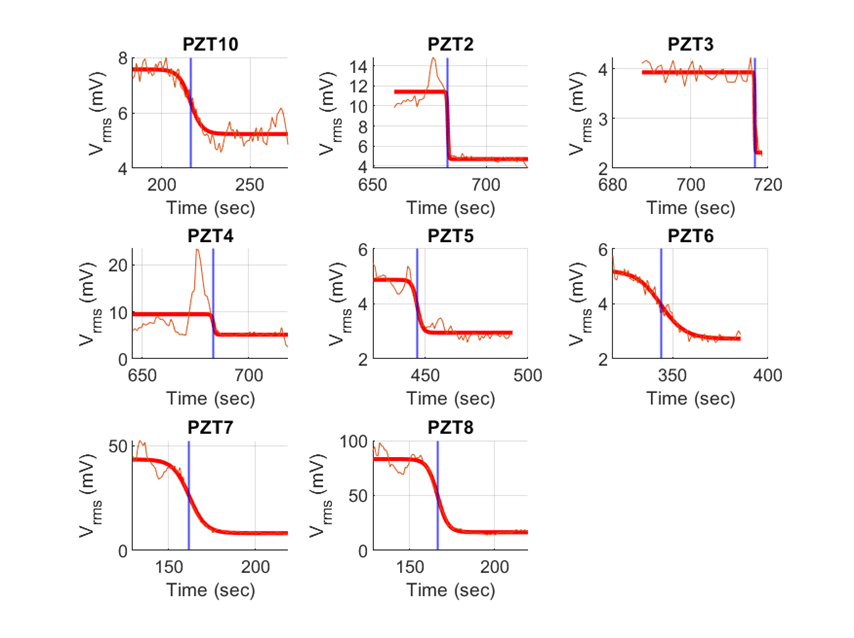 PZT10
PZT2
PZT3
V_rms (mV)
8
6
4
200
250
Time (sec)
V_rms (mV)
14
12
10
8
6
4
650
700
Time (sec)
V_rms (mV)
4
3
2
680
700
720
Time (sec)
PZT4
PZT5
PZT6
V_rms (mV)
20
10
0
650
700
Time (sec)
V_rms (mV)
6
4
2
450
500
Time (sec)
V_rms (mV)
6
4
2
350
400
Time (sec)
PZT7
PZT8
V_rms (mV)
50
0
150
200
Time (sec)
V_rms (mV)
100
50
0
150
200
Time (sec)